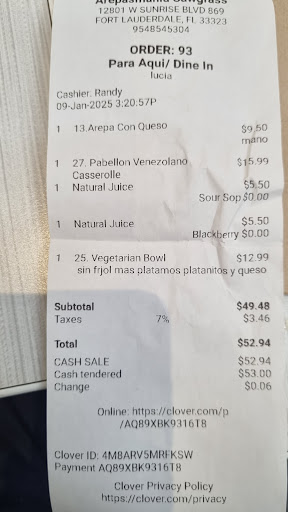 Arepasmania Sawgrass
12801 W SUNRISE BLVD 869
FORT LAUDERDALE, FL 33323
9548545304
ORDER: 93
Para Aqui/ Dine In
lucia
Cashier. Randy
09-Jan-2025 3:20:57P
1 13.Arepa Con Queso $9.50
mano
1 27. Pabellon Venezolano $15.99
Casserolle
1 Natural Juice $5.50
Sour Sop $0.00
1 Natural Juice $5.50
Blackberry $0.00
1 25. Vegetarian Bowl $12.99
sin frjol mas platamos platanitos y queso
Subtotal $49.48
Taxes 7% $3.46
Total $52.94
CASH SALE $52.94
Cash tendered $53.00
Change $0.06
Online: https://clover.com/p
/AQ89XBK9316T8
Clover ID: 4M8ARV5MRFKSW
Payment AQ89XBK9316T8
Clover Privacy Policy
https://clover.com/privacy